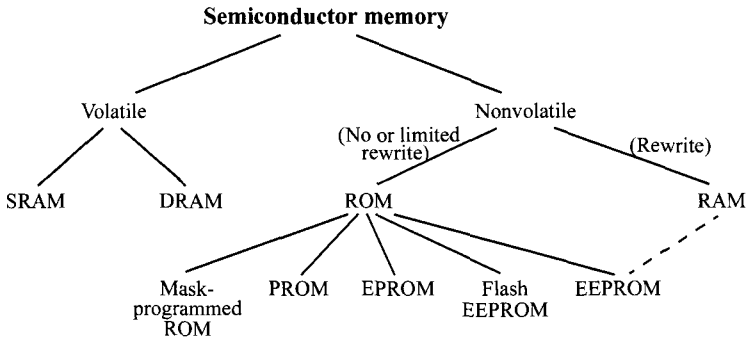 Semiconductor memory
Volatile
Nonvolatile
(No or limited
rewrite)
(Rewrite)
SRAM
DRAM
ROM
RAM
Mask-
programmed
ROM
PROM
EPROM
Flash
EEPROM
EEPROM